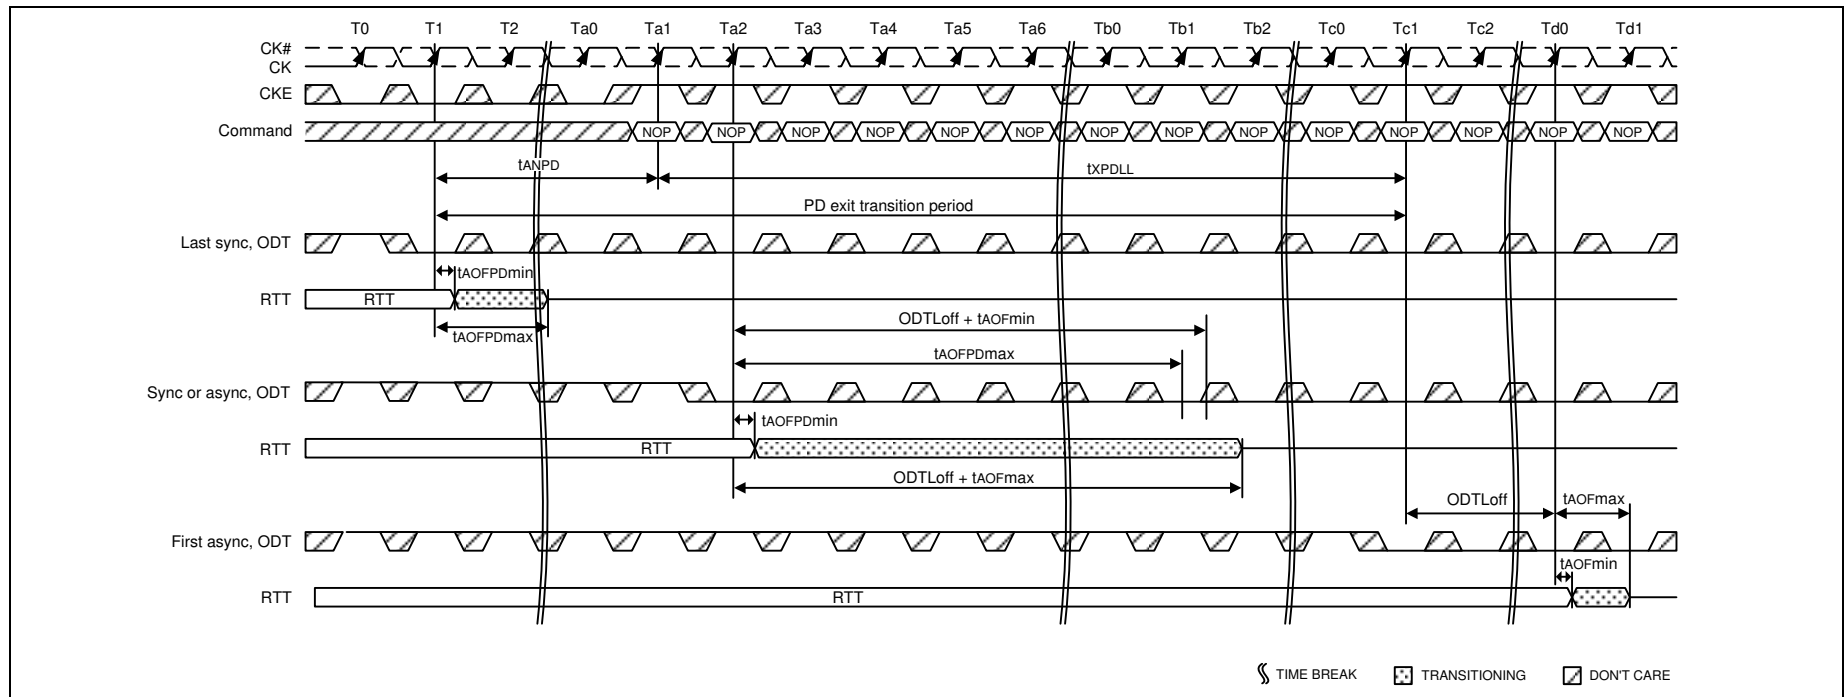 T0 T1 T2 Ta0 Ta1 Ta2 Ta3 Ta4 Ta5 Ta6 Tb0 Tb1 Tb2 Tc0 Tc1 Tc2 Td0 Td1
CK#
CK
CKE
Command NOP NOP NOP NOP NOP NOP NOP NOP NOP NOP NOP NOP NOP NOP
tANPD tXPDLL
PD exit transition period
Last sync, ODT
tAOFPDmin
RTT RTT
tAOFPDmax
ODTLoff + tAOFmin
tAOFPDmax
Sync or async, ODT
tAOFPDmin
RTT RTT
ODTLoff + tAOFmax
ODTLoff tAOFmax
First async, ODT
tAOFmin
RTT RTT
TIME BREAK TRANSITIONING DON'T CARE